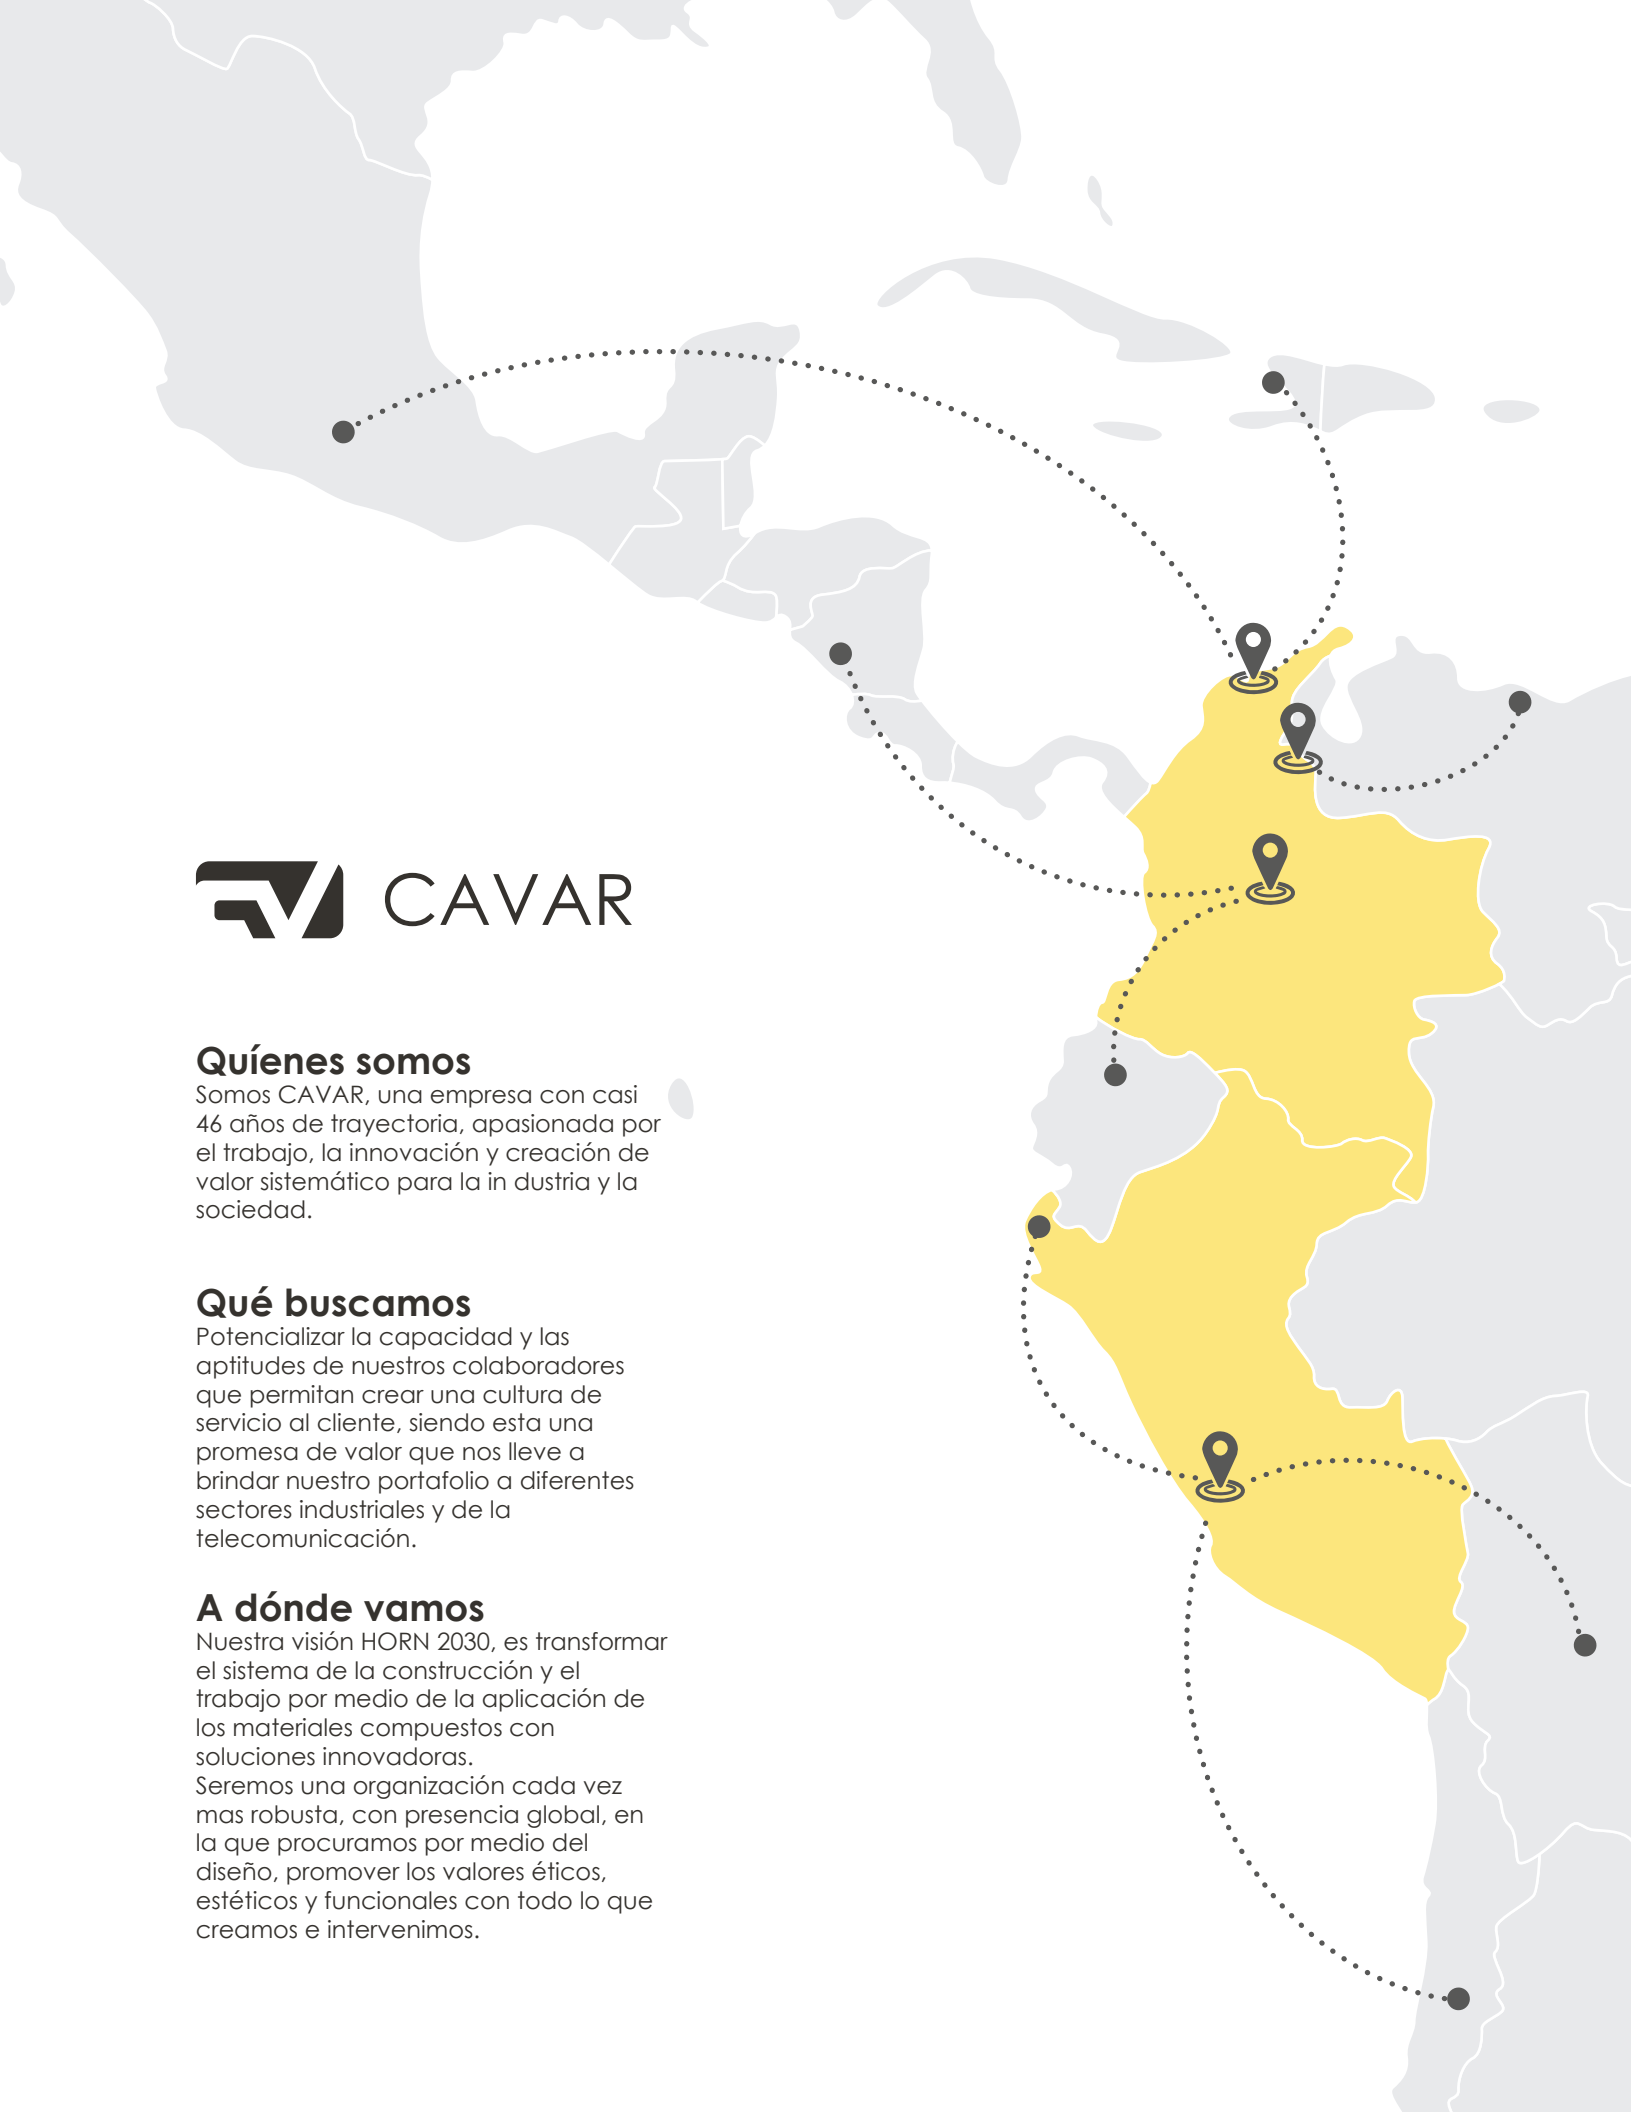 CAVAR
Quíenes somos
Somos CAVAR, una empresa con casi
46 años de trayectoria, apasionada por
el trabajo, la innovación y creación de
valor sistemático para la in dustria y la
sociedad.
Qué buscamos
Potencializar la capacidad y las
aptitudes de nuestros colaboradores
que permitan crear una cultura de
servicio al cliente, siendo esta una
promesa de valor que nos lleve a
brindar nuestro portafolio a diferentes
sectores industriales y de la
telecomunicación.
A dónde vamos
Nuestra visión HORN 2030, es transformar
el sistema de la construcción y el
trabajo por medio de la aplicación de
los materiales compuestos con
soluciones innovadoras.
Seremos una organización cada vez
mas robusta, con presencia global, en
la que procuramos por medio del
diseño, promover los valores éticos,
estéticos y funcionales con todo lo que
creamos e intervenimos.